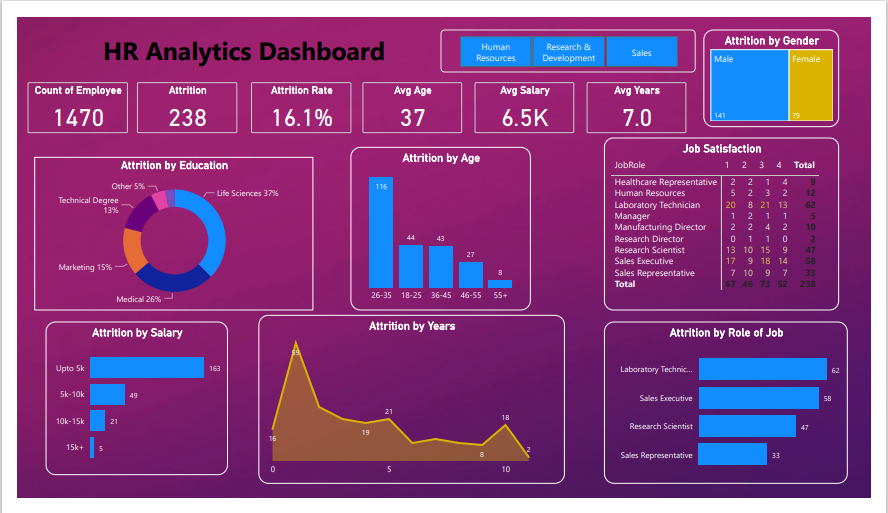 HR Analytics Dashboard
Human Resources
Research & Development
Sales
Attrition by Gender
Male
Female
141
79
Count of Employee
1470
Attrition
238
Attrition Rate
16.1%
Avg Age
37
Avg Salary
6.5K
Avg Years
7.0
Attrition by Education
Other 5%
Life Sciences 37%
Technical Degree 13%
Marketing 15%
Medical 26%
Attrition by Age
116
44
43
27
8
26-35 18-25 36-45 46-55 55+
Job Satisfaction
JobRole 1 2 3 4 Total
Healthcare Representative 2 2 1 4 9
Human Resources 5 2 3 2 12
Laboratory Technician 20 8 21 13 62
Manager 1 2 1 1 5
Manufacturing Director 2 2 4 2 10
Research Director 0 1 1 0 2
Research Scientist 13 10 15 9 47
Sales Executive 17 9 18 14 58
Sales Representative 7 10 9 7 33
Total 67 46 73 52 238
Attrition by Salary
Upto 5k 163
5k-10k 49
10k-15k 21
15k+ 5
Attrition by Years
59
16
19
21
8
18
2
0 5 10
Attrition by Role of Job
Laboratory Technic... 62
Sales Executive 58
Research Scientist 47
Sales Representative 33